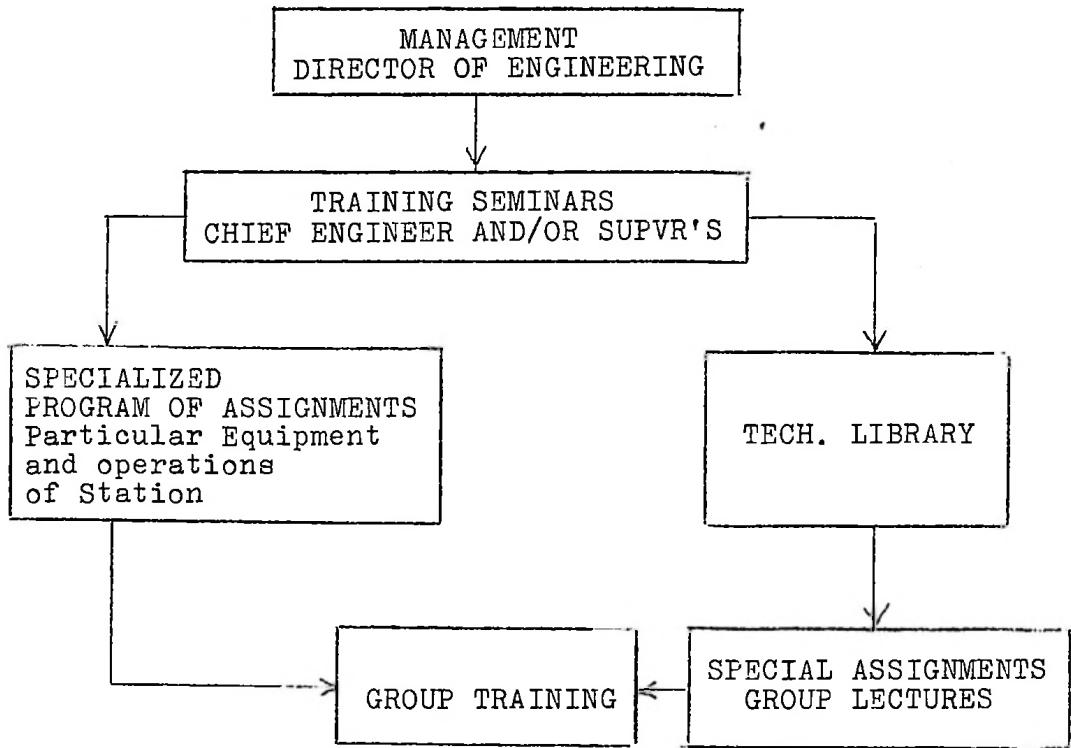 MANAGEMENT
DIRECTOR OF ENGINEERING
TRAINING SEMINARS
CHIEF ENGINEER AND/OR SUPVR'S
SPECIALIZED
PROGRAM OF ASSIGNMENTS
Particular Equipment
and operations
of Station
TECH. LIBRARY
GROUP TRAINING
SPECIAL ASSIGNMENTS
GROUP LECTURES